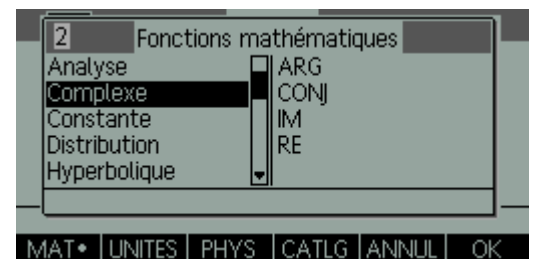 2 Fonctions mathématiques
Analyse ARG
Complexe CONJ
Constante IM
Distribution RE
Hyperbolique
MAT• UNITES PHYS CATLG ANNUL OK